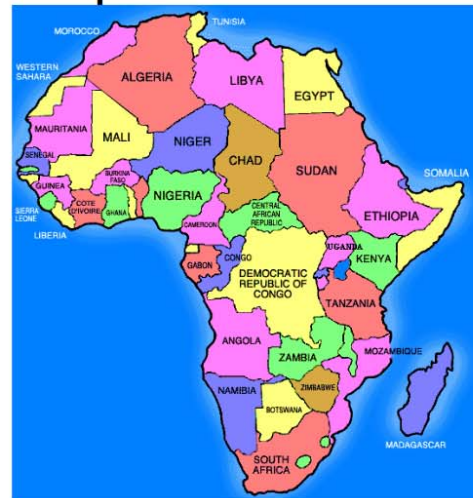 TUNISIA
MOROCCO
WESTERN
SAHARA
ALGERIA
LIBYA
EGYPT
MAURITANIA
MALI
NIGER
CHAD
SUDAN
SOMALIA
SENEGAL
GUINEA
BURKINA
FASO
NIGERIA
ETHIOPIA
SIERRA
LEONE
COTE
D'IVOIRE
GHANA
LIBERIA
CENTRAL
AFRICAN
REPUBLIC
CAMEROON
UGANDA
KENYA
GABON
CONGO
DEMOCRATIC
REPUBLIC OF
CONGO
TANZANIA
ANGOLA
ZAMBIA
MOZAMBIQUE
NAMIBIA
ZIMBABWE
BOTSWANA
MADAGASCAR
SOUTH
AFRICA